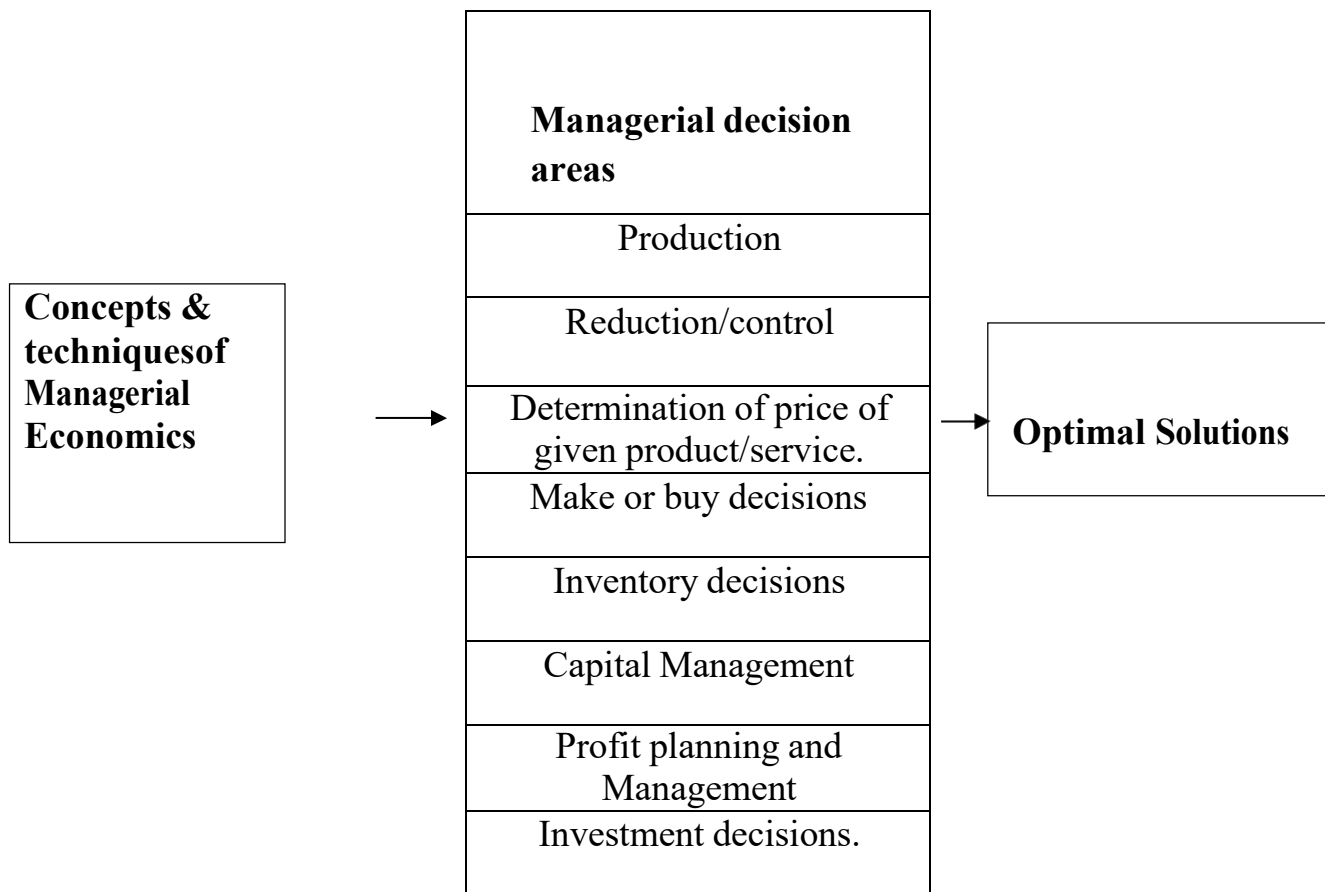 Concepts &
techniquesof
Managerial
Economics
Managerial decision
areas
Production
Reduction/control
Determination of price of
given product/service.
Make or buy decisions
Inventory decisions
Capital Management
Profit planning and
Management
Investment decisions.
Optimal Solutions